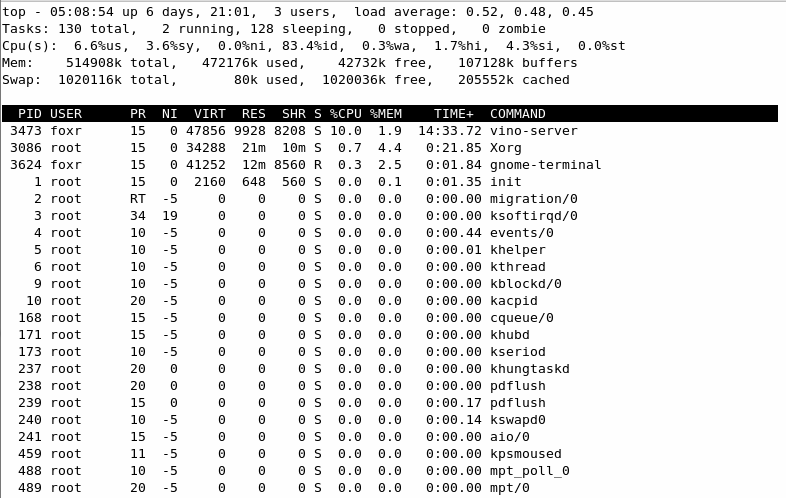 top - 05:08:54 up 6 days, 21:01,  3 users,  load average: 0.52, 0.48, 0.45
Tasks: 130 total,   2 running, 128 sleeping,   0 stopped,   0 zombie
Cpu(s):  6.6%us,  3.6%sy,  0.0%ni, 83.4%id,  0.3%wa,  1.7%hi,  4.3%si,  0.0%st
Mem:    514908k total,   472176k used,    42732k free,   107128k buffers
Swap:  1020116k total,       80k used,  1020036k free,   205552k cached
  PID USER      PR  NI  VIRT  RES  SHR S %CPU %MEM    TIME+  COMMAND
 3473 foxr      15   0 47856 9928 8208 S 10.0  1.9  14:33.72 vino-server
 3086 root      15   0 34288  21m  10m S  0.7  4.4   0:21.85 Xorg
 3624 foxr      15   0 41252  12m 8560 R  0.3  2.5   0:01.84 gnome-terminal
    1 root      15   0  2160  648  560 S  0.0  0.1   0:01.35 init
    2 root      RT  -5     0    0    0 S  0.0  0.0   0:00.00 migration/0
    3 root      34  19     0    0    0 S  0.0  0.0   0:00.00 ksoftirqd/0
    4 root      10  -5     0    0    0 S  0.0  0.0   0:00.44 events/0
    5 root      10  -5     0    0    0 S  0.0  0.0   0:00.01 khelper
    6 root      10  -5     0    0    0 S  0.0  0.0   0:00.00 kthread
    9 root      10  -5     0    0    0 S  0.0  0.0   0:00.00 kblockd/0
   10 root      20  -5     0    0    0 S  0.0  0.0   0:00.00 kacpid
  168 root      15  -5     0    0    0 S  0.0  0.0   0:00.00 cqueue/0
  171 root      15  -5     0    0    0 S  0.0  0.0   0:00.00 khubd
  173 root      10  -5     0    0    0 S  0.0  0.0   0:00.00 kseriod
  237 root      20   0     0    0    0 S  0.0  0.0   0:00.00 khungtaskd
  238 root      20   0     0    0    0 S  0.0  0.0   0:00.00 pdflush
  239 root      15   0     0    0    0 S  0.0  0.0   0:00.17 pdflush
  240 root      10  -5     0    0    0 S  0.0  0.0   0:00.14 kswapd0
  241 root      15  -5     0    0    0 S  0.0  0.0   0:00.00 aio/0
  459 root      11  -5     0    0    0 S  0.0  0.0   0:00.00 kpsmoused
  488 root      10  -5     0    0    0 S  0.0  0.0   0:00.00 mpt_poll_0
  489 root      20  -5     0    0    0 S  0.0  0.0   0:00.00 mpt/0